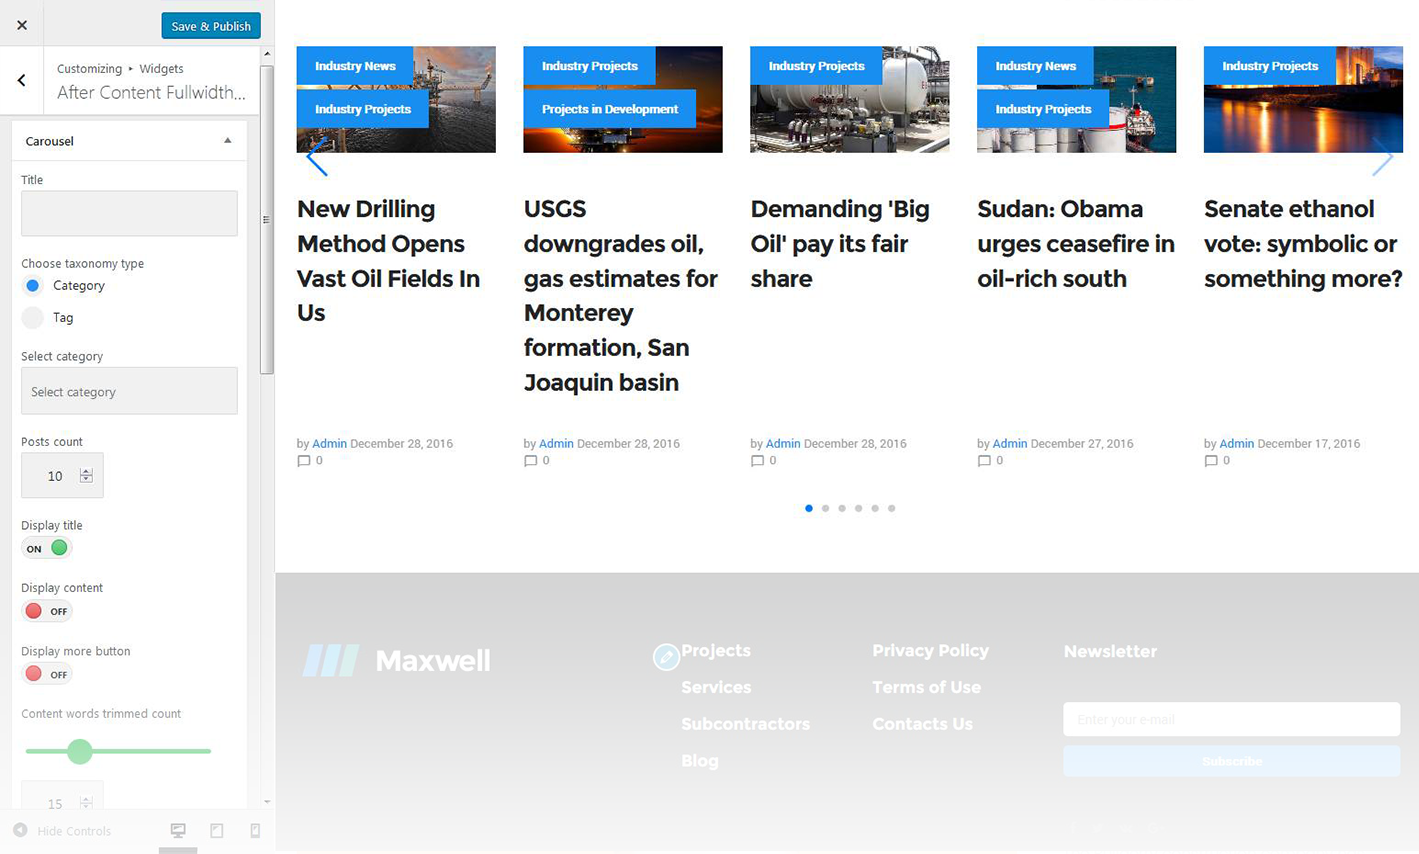 Save & Publish
Customizing ▸ Widgets
After Content Fullwidth...
Carousel
Title
Choose taxonomy type
Category
Tag
Select category
Select category
Posts count
10
Display title
ON
Display content
OFF
Display more button
OFF
Content words trimmed count
15
Hide Controls
Industry News
Industry Projects
New Drilling
Method Opens
Vast Oil Fields In
Us
by Admin December 28, 2016
0
Industry Projects
Projects in Development
USGS
downgrades oil,
gas estimates for
Monterey
formation, San
Joaquin basin
by Admin December 28, 2016
0
Industry Projects
Demanding 'Big
Oil' pay its fair
share
by Admin December 28, 2016
0
Industry News
Industry Projects
Sudan: Obama
urges ceasefire in
oil-rich south
by Admin December 27, 2016
0
Industry Projects
Senate ethanol
vote: symbolic or
something more?
by Admin December 17, 2016
0
Maxwell
Projects
Services
Subcontractors
Blog
Privacy Policy
Terms of Use
Contacts Us
Newsletter
Enter your e-mail
Subscribe